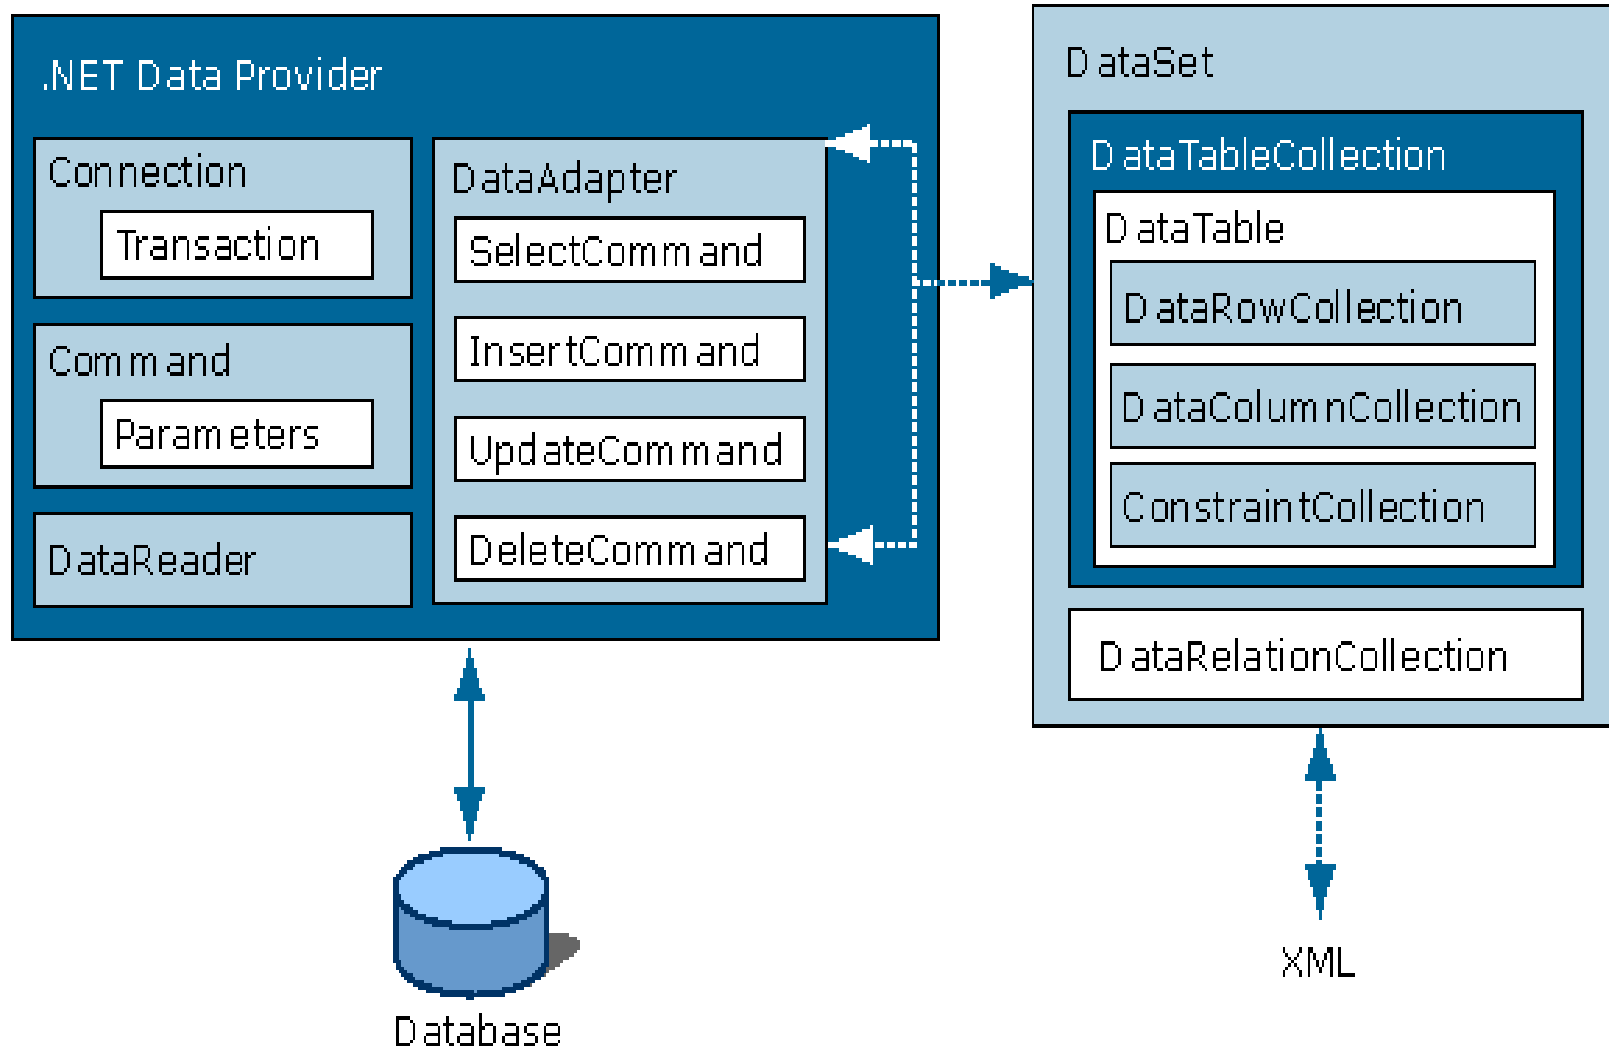 .NET Data Provider
Connection
Transaction
Command
Parameters
DataReader
DataAdapter
SelectCommand
InsertCommand
UpdateCommand
DeleteCommand
Database
DataSet
DataTableCollection
DataTable
DataRowCollection
DataColumnCollection
ConstraintCollection
DataRelationCollection
XML